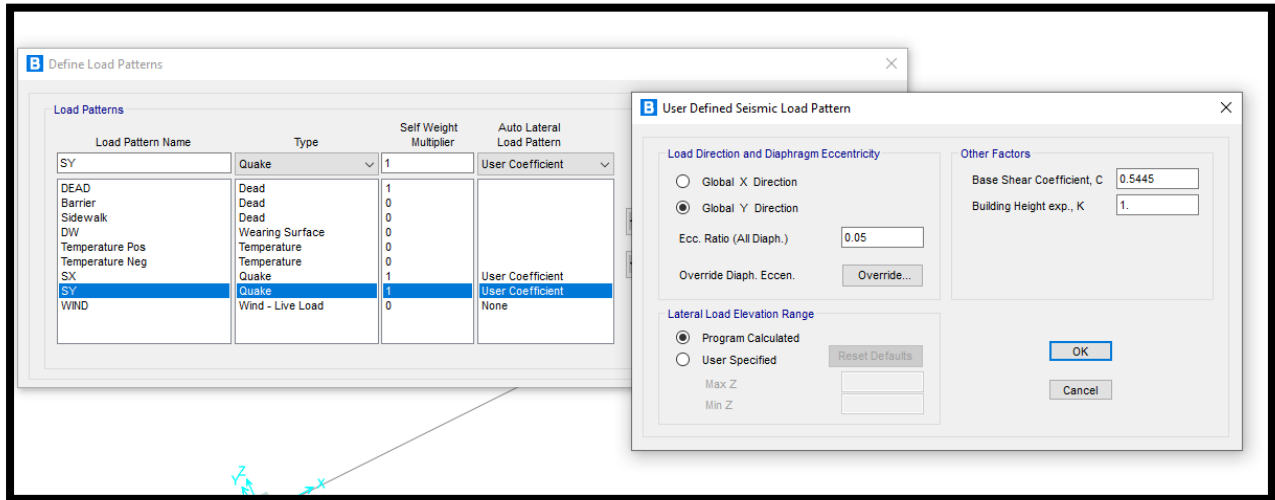 B Define Load Patterns
Load Patterns
Load Pattern Name Type Self Weight Multiplier Auto Lateral Load Pattern
SY Quake 1 User Coefficient
DEAD Dead 1
Barrier Dead 0
Sidewalk Dead 0
DW Wearing Surface 0
Temperature Pos Temperature 0
Temperature Neg Temperature 0
SX Quake 1 User Coefficient
SY Quake 1 User Coefficient
WIND Wind - Live Load 0 None
B User Defined Seismic Load Pattern
Load Direction and Diaphragm Eccentricity
Global X Direction
Global Y Direction
Ecc. Ratio (All Diaph.) 0.05
Override Diaph. Eccen. Override...
Other Factors
Base Shear Coefficient, C 0.5445
Building Height exp., K 1.
Lateral Load Elevation Range
Program Calculated
User Specified Reset Defaults
Max Z
Min Z
OK
Cancel
Z
Y X